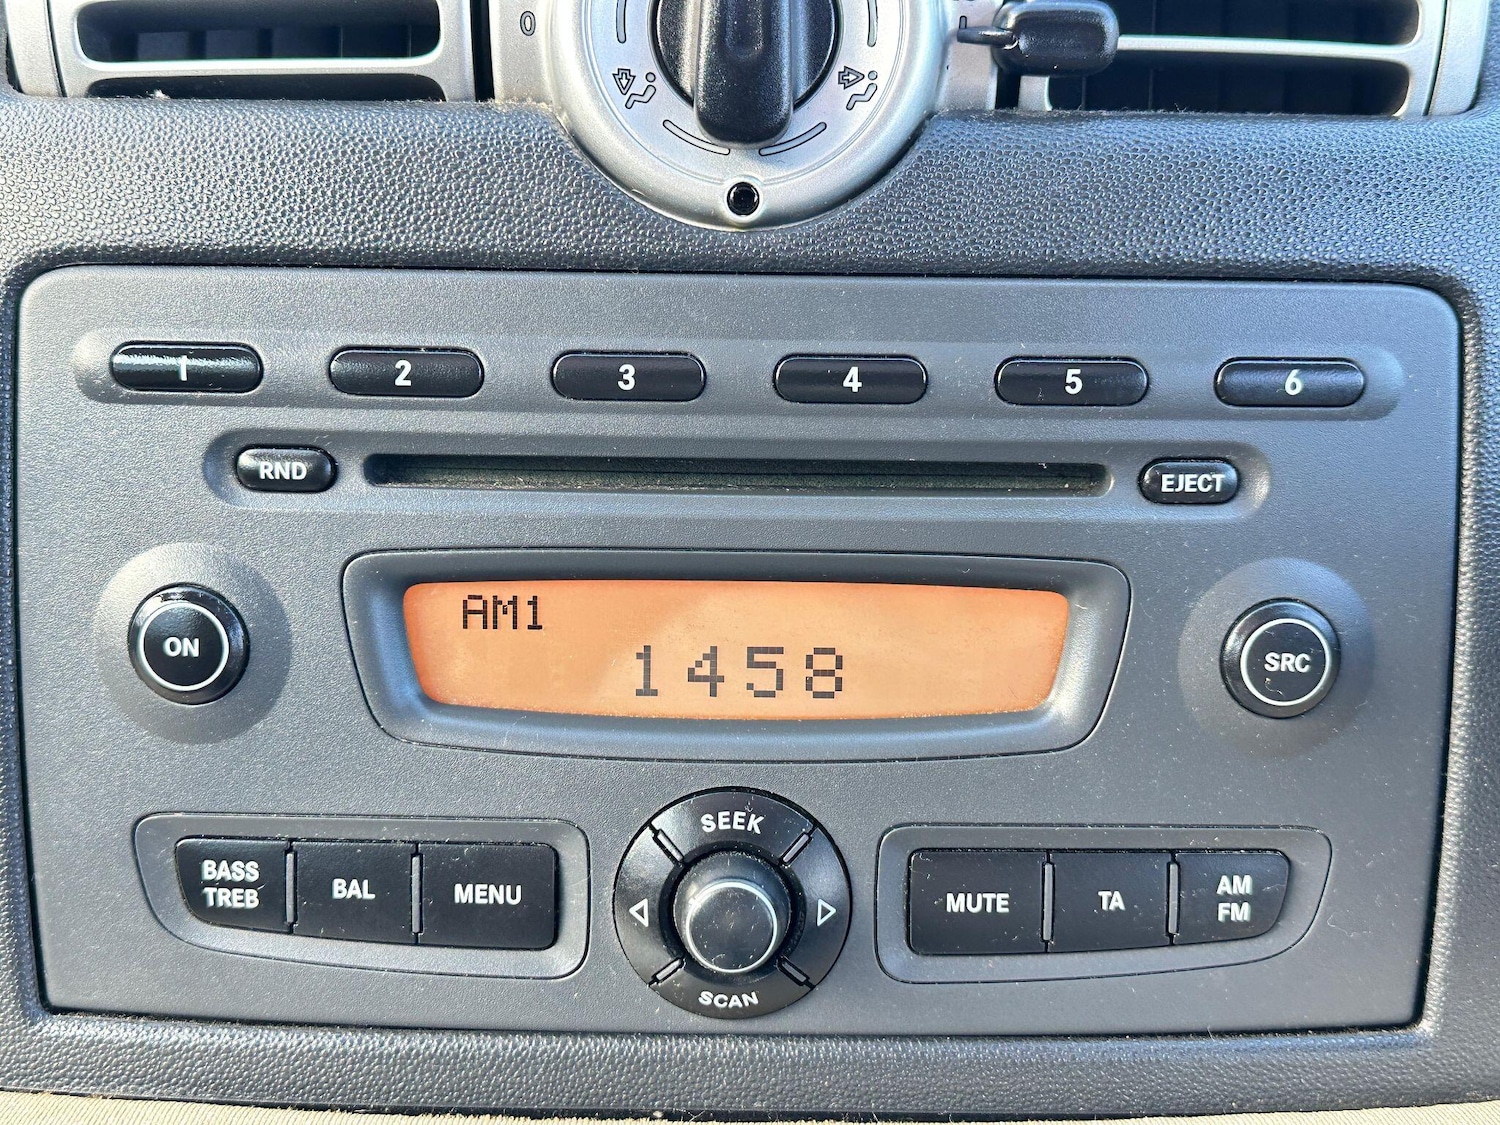 0
1 2 3 4 5 6
RND EJECT
AM1
1458
ON SRC
SEEK
BASS
TREB
BAL
MENU
MUTE
TA
AM
FM
SCAN